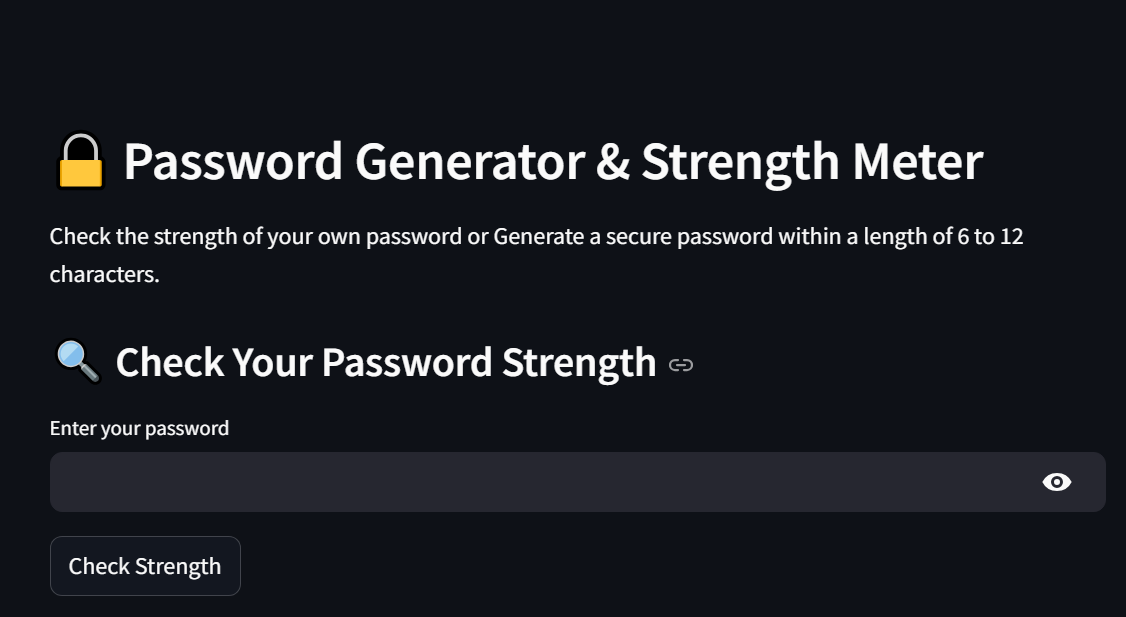 Password Generator & Strength Meter
Check the strength of your own password or Generate a secure password within a length of 6 to 12
characters.
Check Your Password Strength
Enter your password
Check Strength